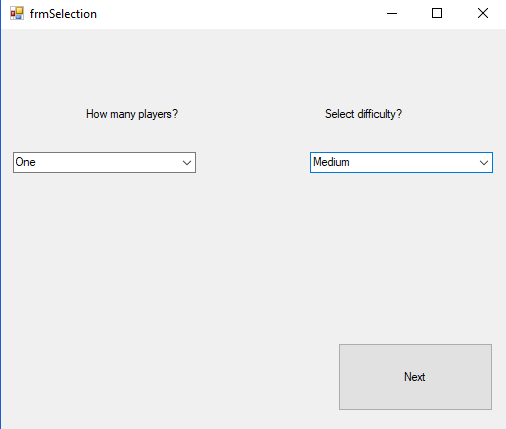 frmSelection
How many players? Select difficulty?
One Medium
Next